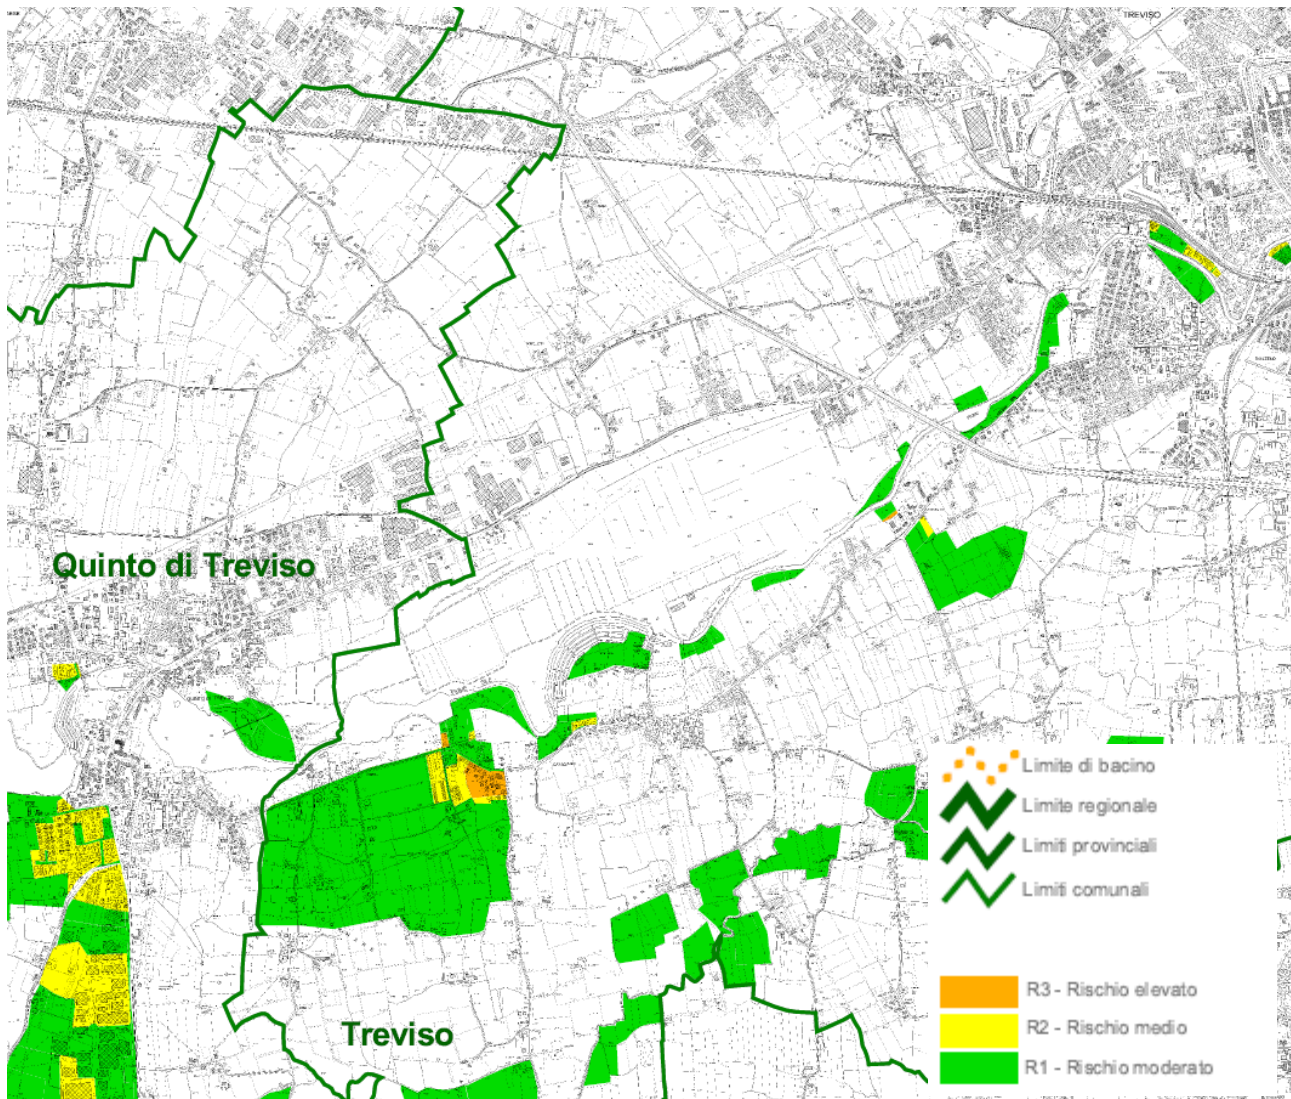 TREVISO
Quinto di Treviso
Treviso
Limite di bacino
Limite regionale
Limiti provinciali
Limiti comunali
R3 - Rischio elevato
R2 - Rischio medio
R1 - Rischio moderato